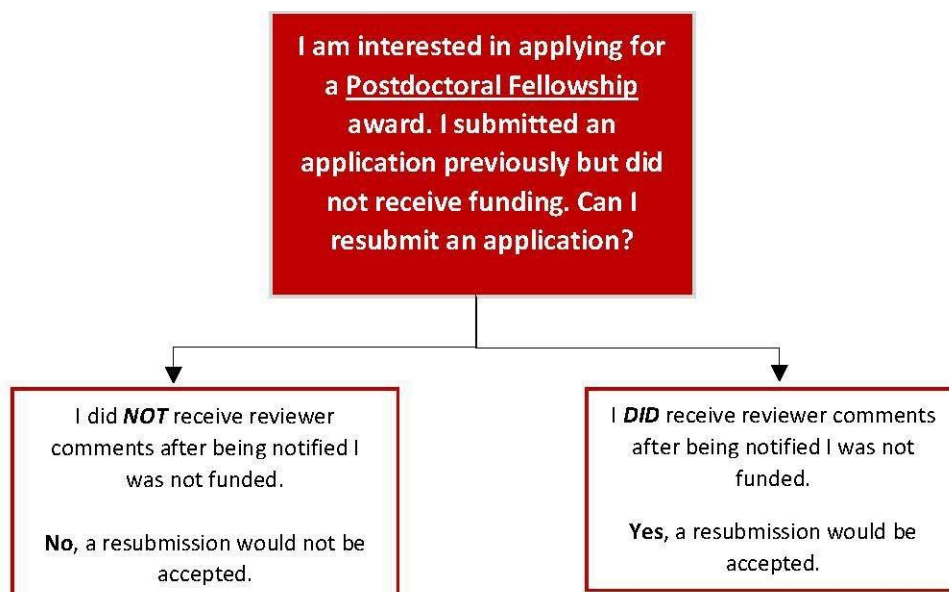 I am interested in applying for
a Postdoctoral Fellowship
award. I submitted an
application previously but did
not receive funding. Can I
resubmit an application?
I did NOT receive reviewer
comments after being notified I
was not funded.
No, a resubmission would not be
accepted.
I DID receive reviewer comments
after being notified I was not
funded.
Yes, a resubmission would be
accepted.